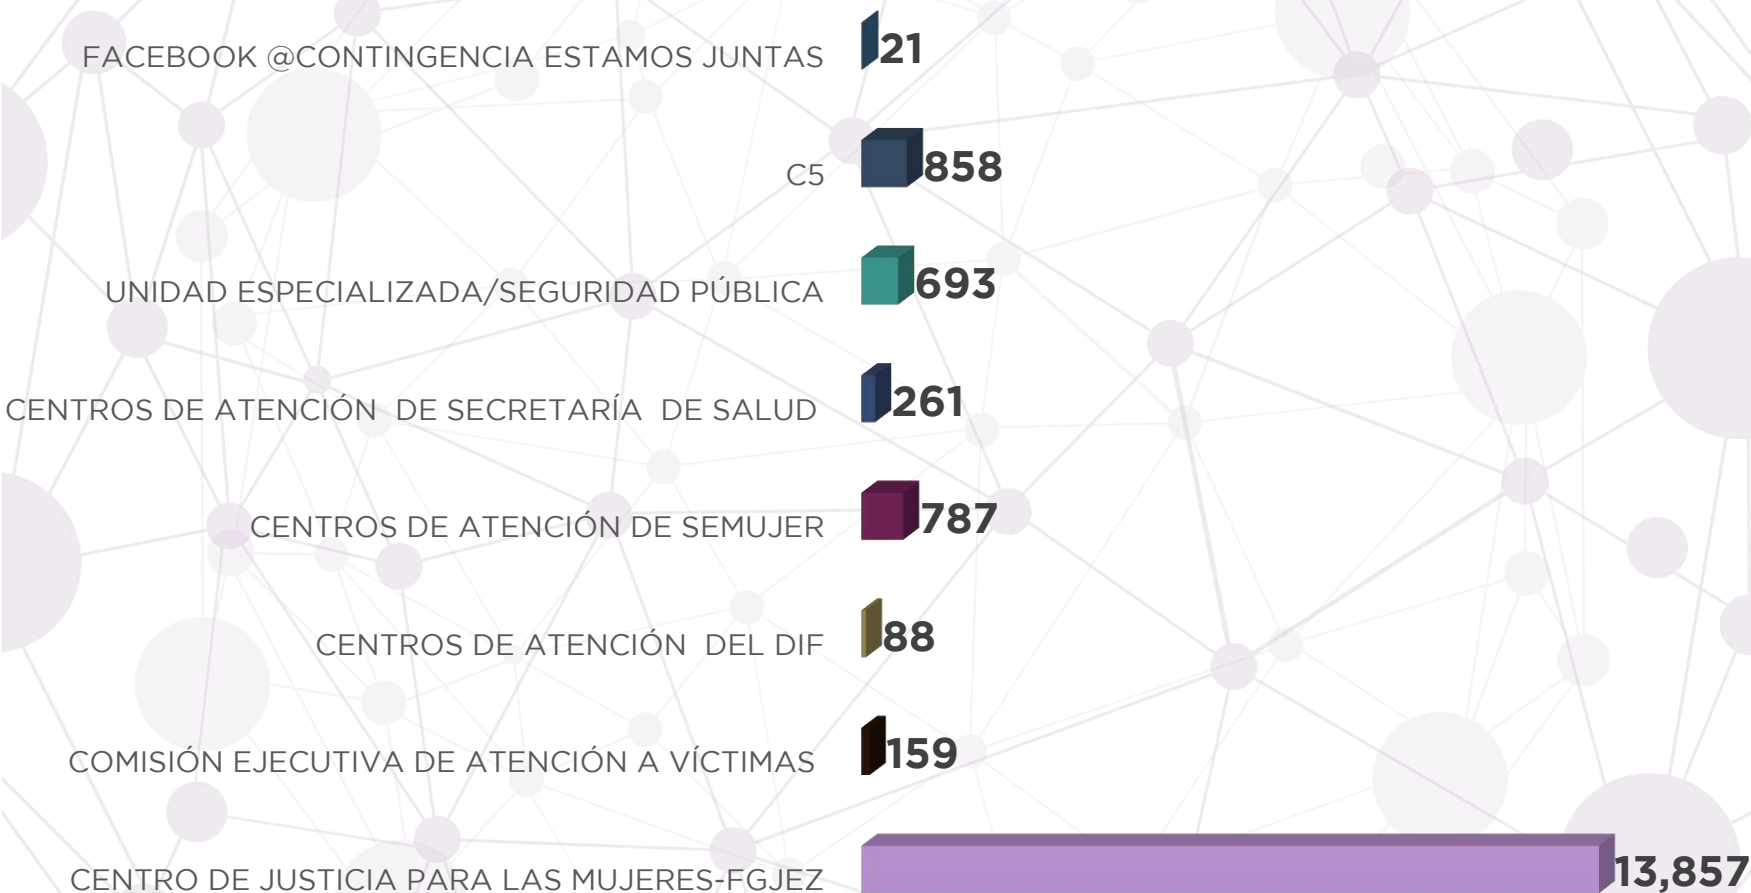 FACEBOOK @CONTINGENCIA ESTAMOS JUNTAS 21
C5 858
UNIDAD ESPECIALIZADA/SEGURIDAD PÚBLICA 693
CENTROS DE ATENCIÓN DE SECRETARÍA DE SALUD 261
CENTROS DE ATENCIÓN DE SEMUJER 787
CENTROS DE ATENCIÓN DEL DIF 88
COMISIÓN EJECUTIVA DE ATENCIÓN A VÍCTIMAS 159
CENTRO DE JUSTICIA PARA LAS MUJERES-FGJEZ 13,857